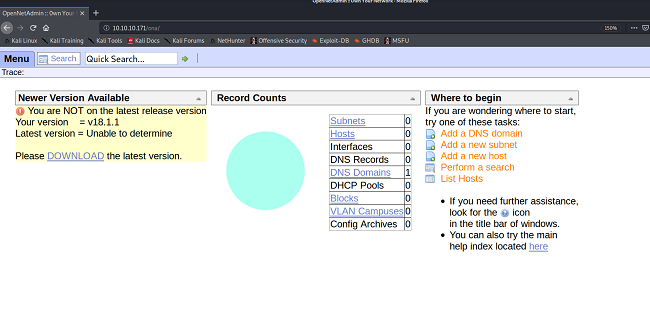 OpenNetAdmin :: Own Your Network - Mozilla Firefox
OpenNetAdmin :: Own Your N
10.10.10.171/ona/
150%
Kali Linux
Kali Training
Kali Tools
Kali Docs
Kali Forums
NetHunter
Offensive Security
Exploit-DB
GHDB
MSFU
Menu
Search
Quick Search...
Trace:
Newer Version Available
You are NOT on the latest release version
Your version = v18.1.1
Latest version = Unable to determine
Please DOWNLOAD the latest version.
Record Counts
Subnets 0
Hosts 0
Interfaces 0
DNS Records 0
DNS Domains 1
DHCP Pools 0
Blocks 0
VLAN Campuses 0
Config Archives 0
Where to begin
If you are wondering where to start,
try one of these tasks:
Add a DNS domain
Add a new subnet
Add a new host
Perform a search
List Hosts
If you need further assistance,
look for the ? icon
in the title bar of windows.
You can also try the main
help index located here